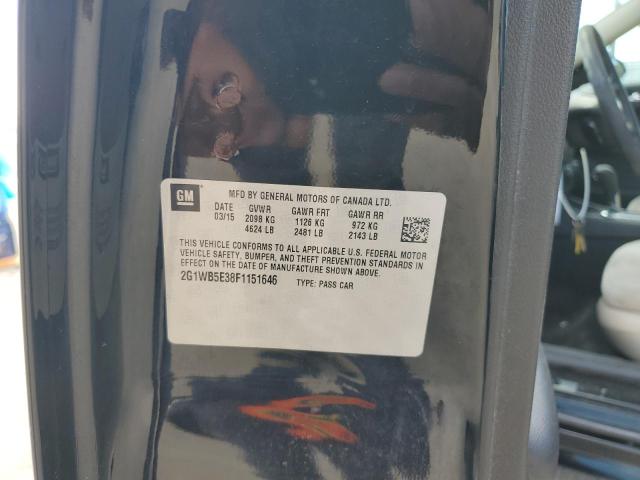 GM
MFD BY GENERAL MOTORS OF CANADA LTD.
DATE GVWR GAWR FRT GAWR RR
03/15 2098 KG 1126 KG 972 KG
4624 LB 2481 LB 2143 LB
THIS VEHICLE CONFORMS TO ALL APPLICABLE U.S. FEDERAL MOTOR
VEHICLE SAFETY, BUMPER, AND THEFT PREVENTION STANDARDS IN
EFFECT ON THE DATE OF MANUFACTURE SHOWN ABOVE.
2G1WB5E38F1151646 TYPE: PASS CAR